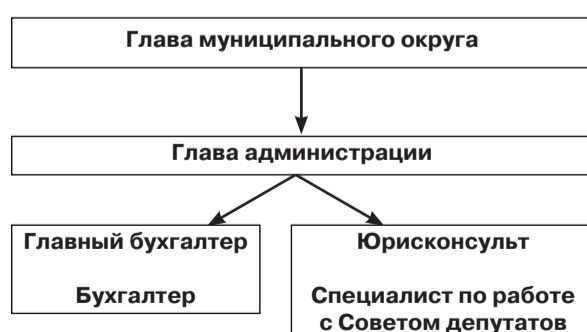 Глава муниципального округа
Глава администрации
Главный бухгалтер
Бухгалтер
Юрисконсульт
Специалист по работе
с Советом депутатов